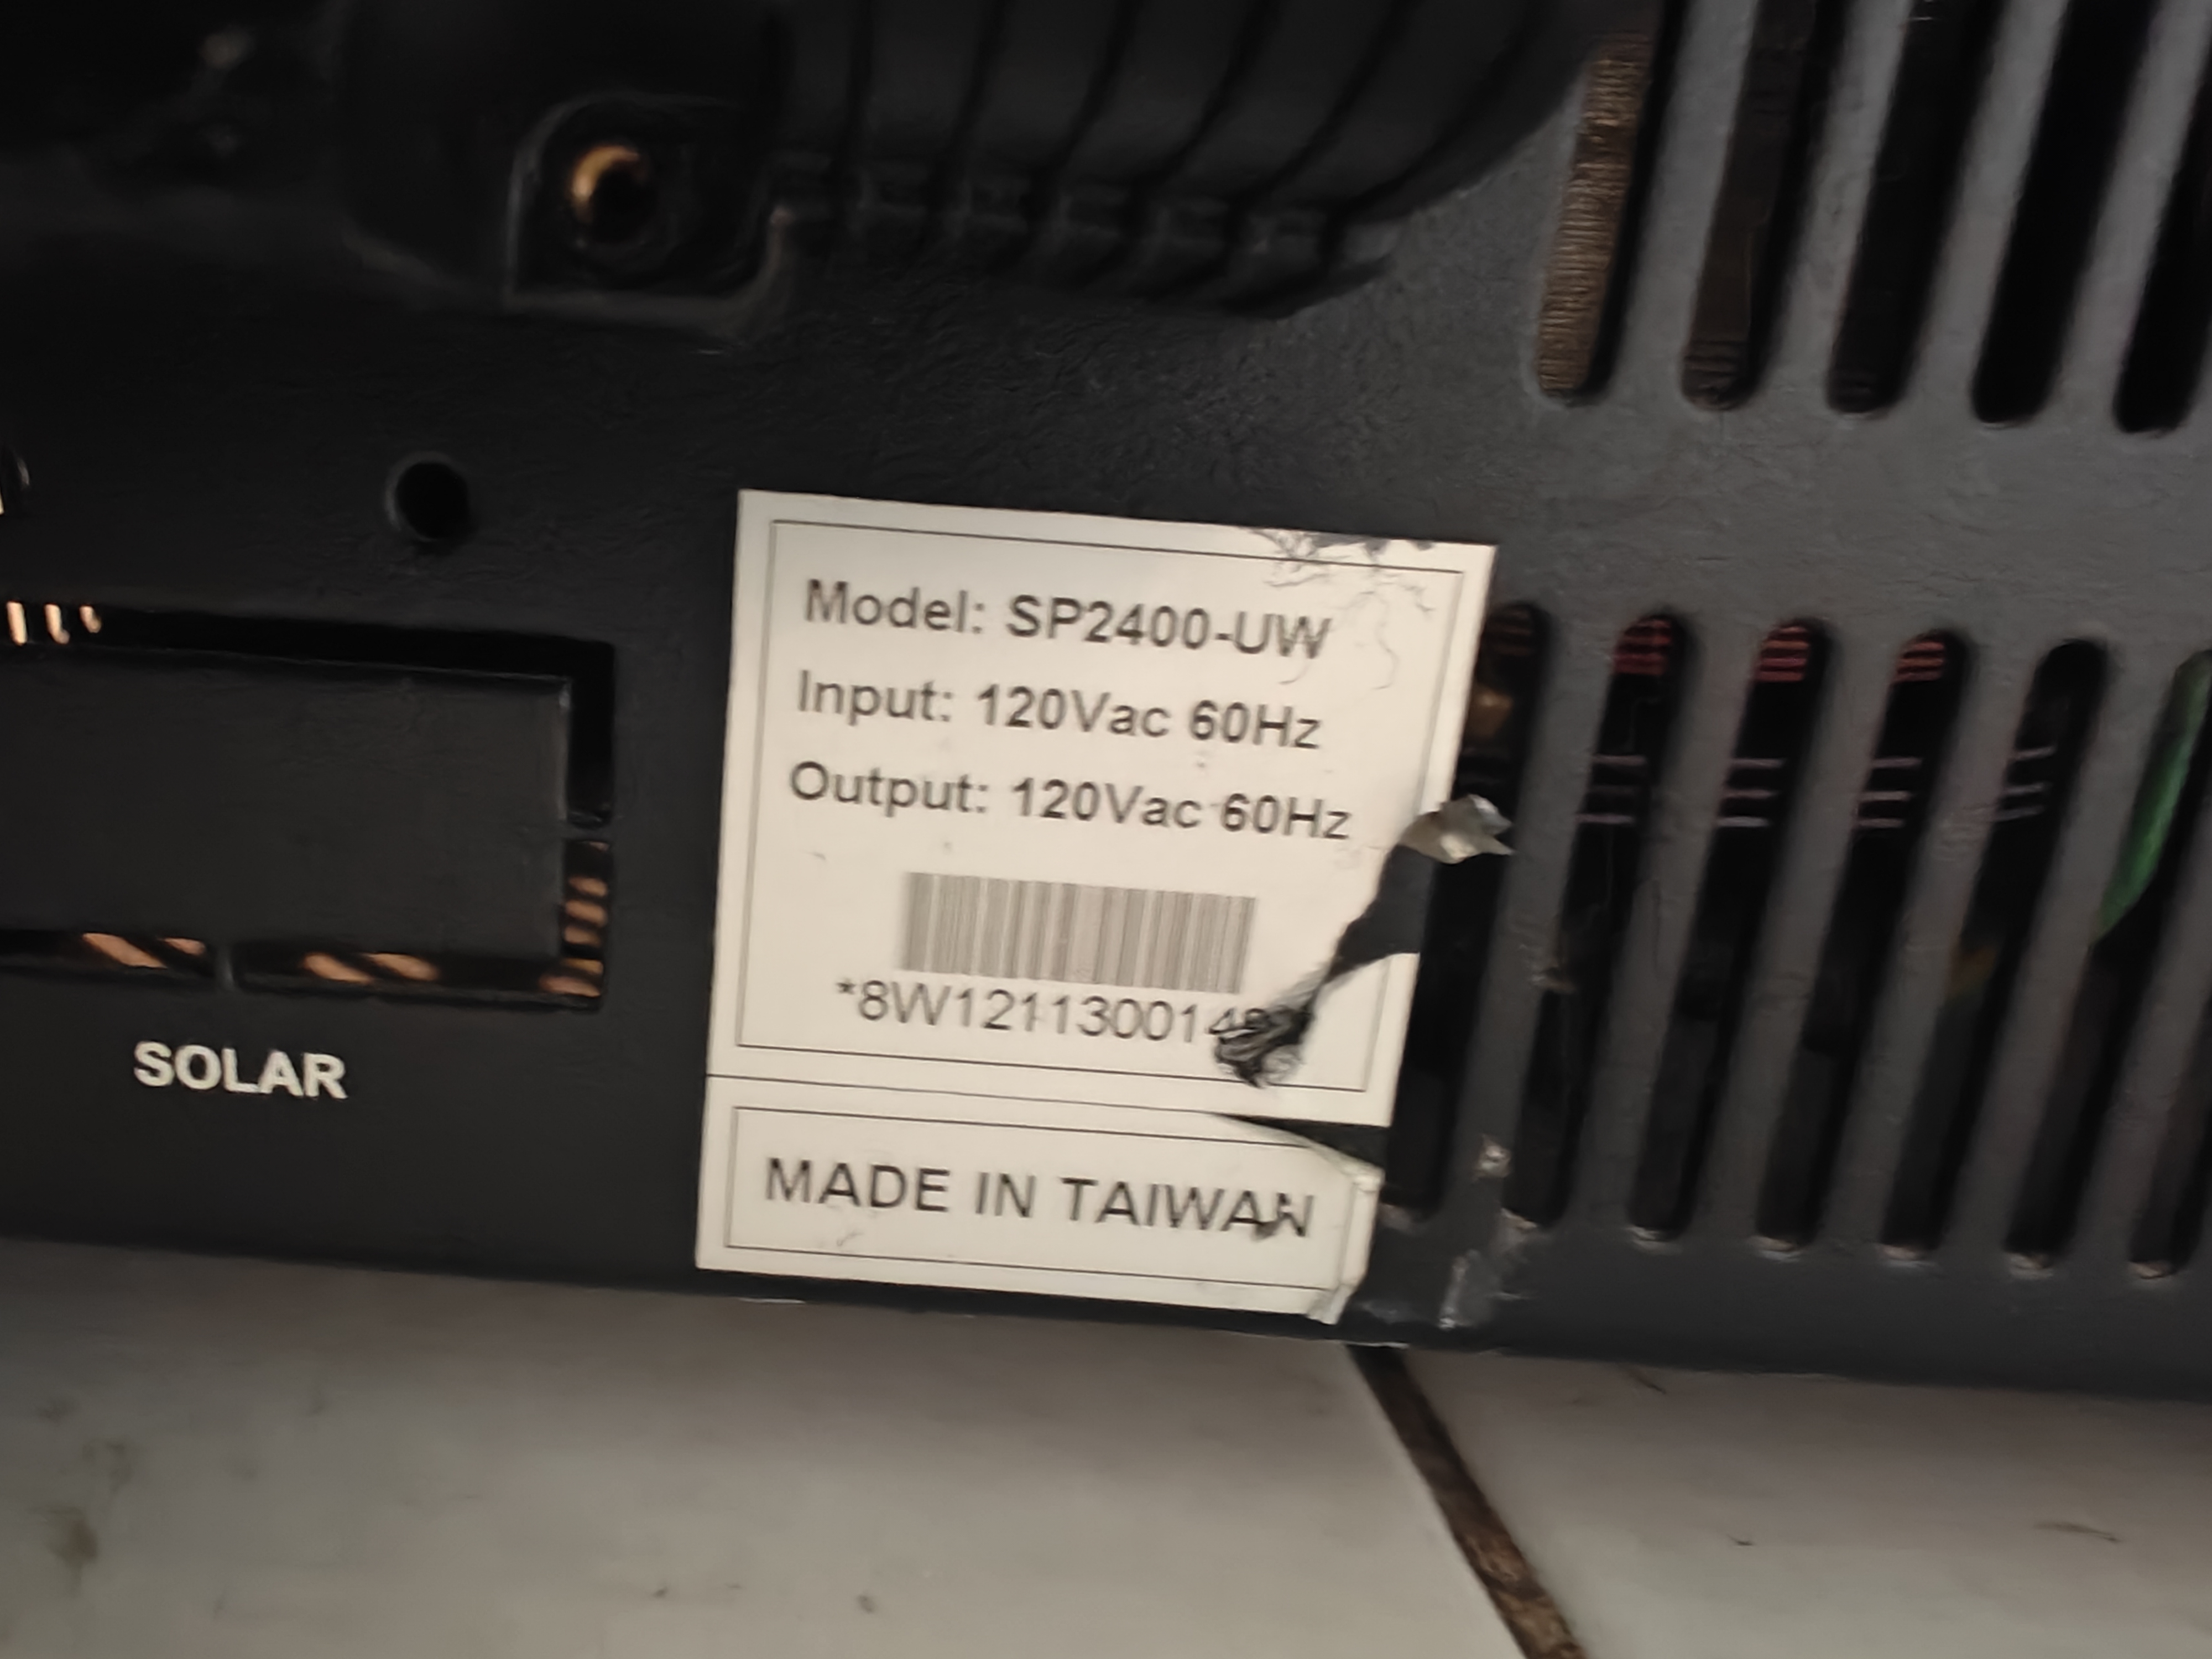 Model: SP2400-UW
Input: 120Vac 60Hz
Output: 120Vac 60Hz
MADE IN TAIWAN
SOLAR